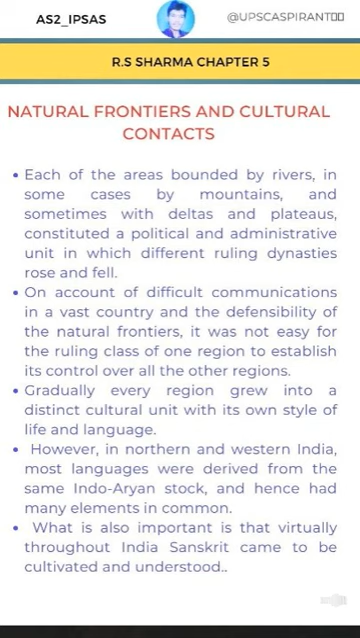 AS2_IPSAS
@UPSCASPIRANT▯▯
R.S SHARMA CHAPTER 5
NATURAL FRONTIERS AND CULTURAL
CONTACTS
• Each of the areas bounded by rivers, in
some cases by mountains, and
sometimes with deltas and plateaus,
constituted a political and administrative
unit in which different ruling dynasties
rose and fell.
• On account of difficult communications
in a vast country and the defensibility of
the natural frontiers, it was not easy for
the ruling class of one region to establish
its control over all the other regions.
• Gradually every region grew into a
distinct cultural unit with its own style of
life and language.
• However, in northern and western India,
most languages were derived from the
same Indo-Aryan stock, and hence had
many elements in common.
• What is also important is that virtually
throughout India Sanskrit came to be
cultivated and understood..